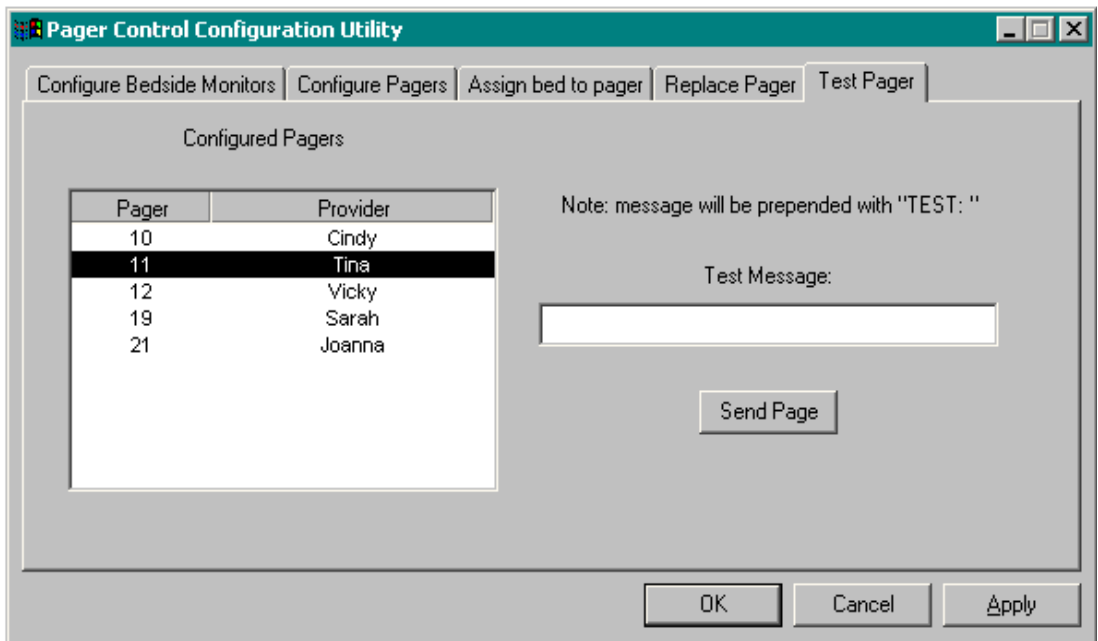 Pager Control Configuration Utility
Configure Bedside Monitors Configure Pagers Assign bed to pager Replace Pager Test Pager
Configured Pagers
Pager Provider
10 Cindy
11 Tina
12 Vicky
19 Sarah
21 Joanna
Note: message will be prepended with "TEST: "
Test Message:
Send Page
OK Cancel Apply